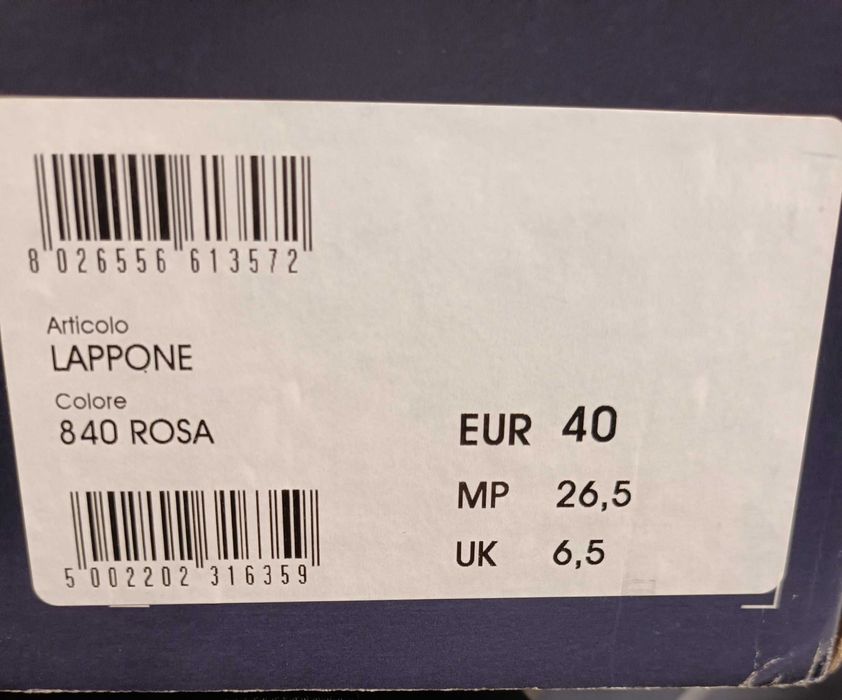 8 026556 613572
Articolo
LAPPONE
Colore
840 ROSA
EUR 40
MP 26,5
UK 6,5
5 002202 316359